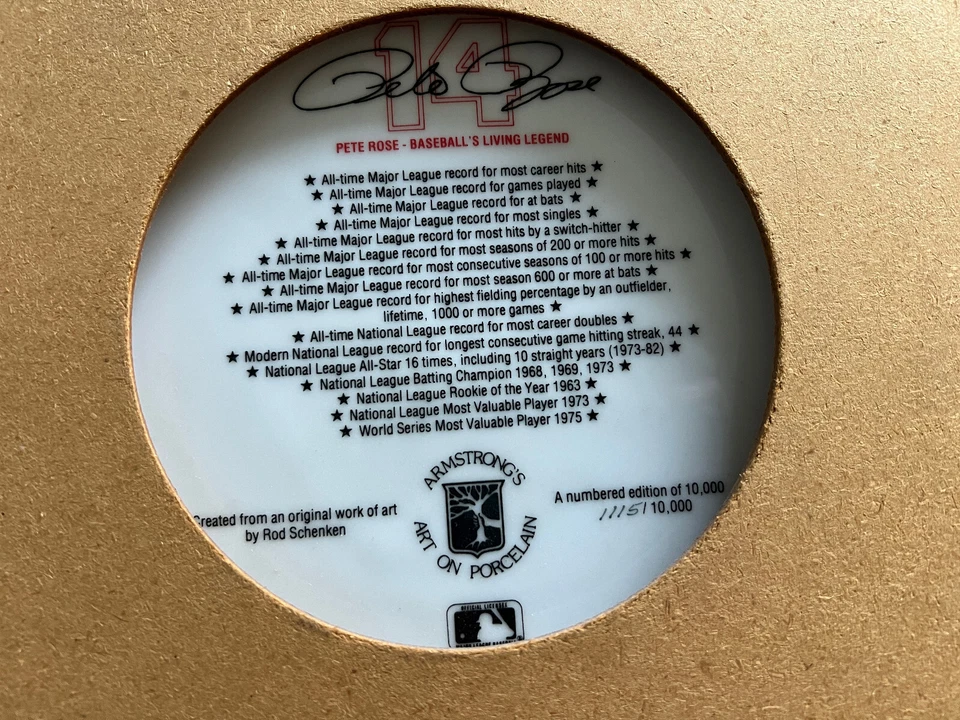 14
Pete Rose
PETE ROSE - BASEBALL'S LIVING LEGEND
★ All-time Major League record for most career hits ★
★ All-time Major League record for games played ★
★ All-time Major League record for at bats ★
★ All-time Major League record for most singles ★
★ All-time Major League record for most hits by a switch-hitter ★
★ All-time Major League record for most seasons of 200 or more hits ★
★ All-time Major League record for most consecutive seasons of 100 or more hits ★
★ All-time Major League record for most season 600 or more at bats ★
★ All-time Major League record for highest fielding percentage by an outfielder,
lifetime, 1000 or more games ★
★ All-time National League record for most career doubles ★
★ Modern National League record for longest consecutive game hitting streak, 44 ★
★ National League All-Star 16 times, including 10 straight years (1973-82) ★
★ National League Batting Champion 1968, 1969, 1973 ★
★ National League Rookie of the Year 1963 ★
★ National League Most Valuable Player 1973 ★
★ World Series Most Valuable Player 1975 ★
ARMSTRONG'S
ART ON PORCELAIN
Created from an original work of art
by Rod Schenken
A numbered edition of 10,000
1115/10,000
OFFICIAL LICENSEE
MAJOR LEAGUE BASEBALL